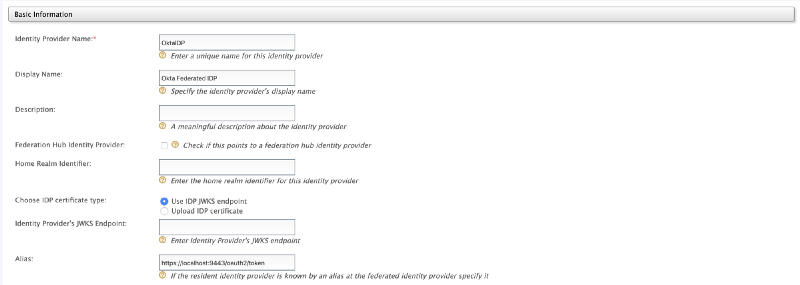 Basic Information
Identity Provider Name:*
OktaIDP
Enter a unique name for this identity provider
Display Name:
Okta Federated IDP
Specify the identity provider's display name
Description:
A meaningful description about the identity provider
Federation Hub Identity Provider:
Check if this points to a federation hub identity provider
Home Realm Identifier:
Enter the home realm identifier for this identity provider
Choose IDP certificate type:
Use IDP JWKS endpoint
Upload IDP certificate
Identity Provider's JWKS Endpoint:
Enter Identity Provider's JWKS endpoint
Alias:
https://localhost:9443/oauth2/token
If the resident identity provider is known by an alias at the federated identity provider specify it